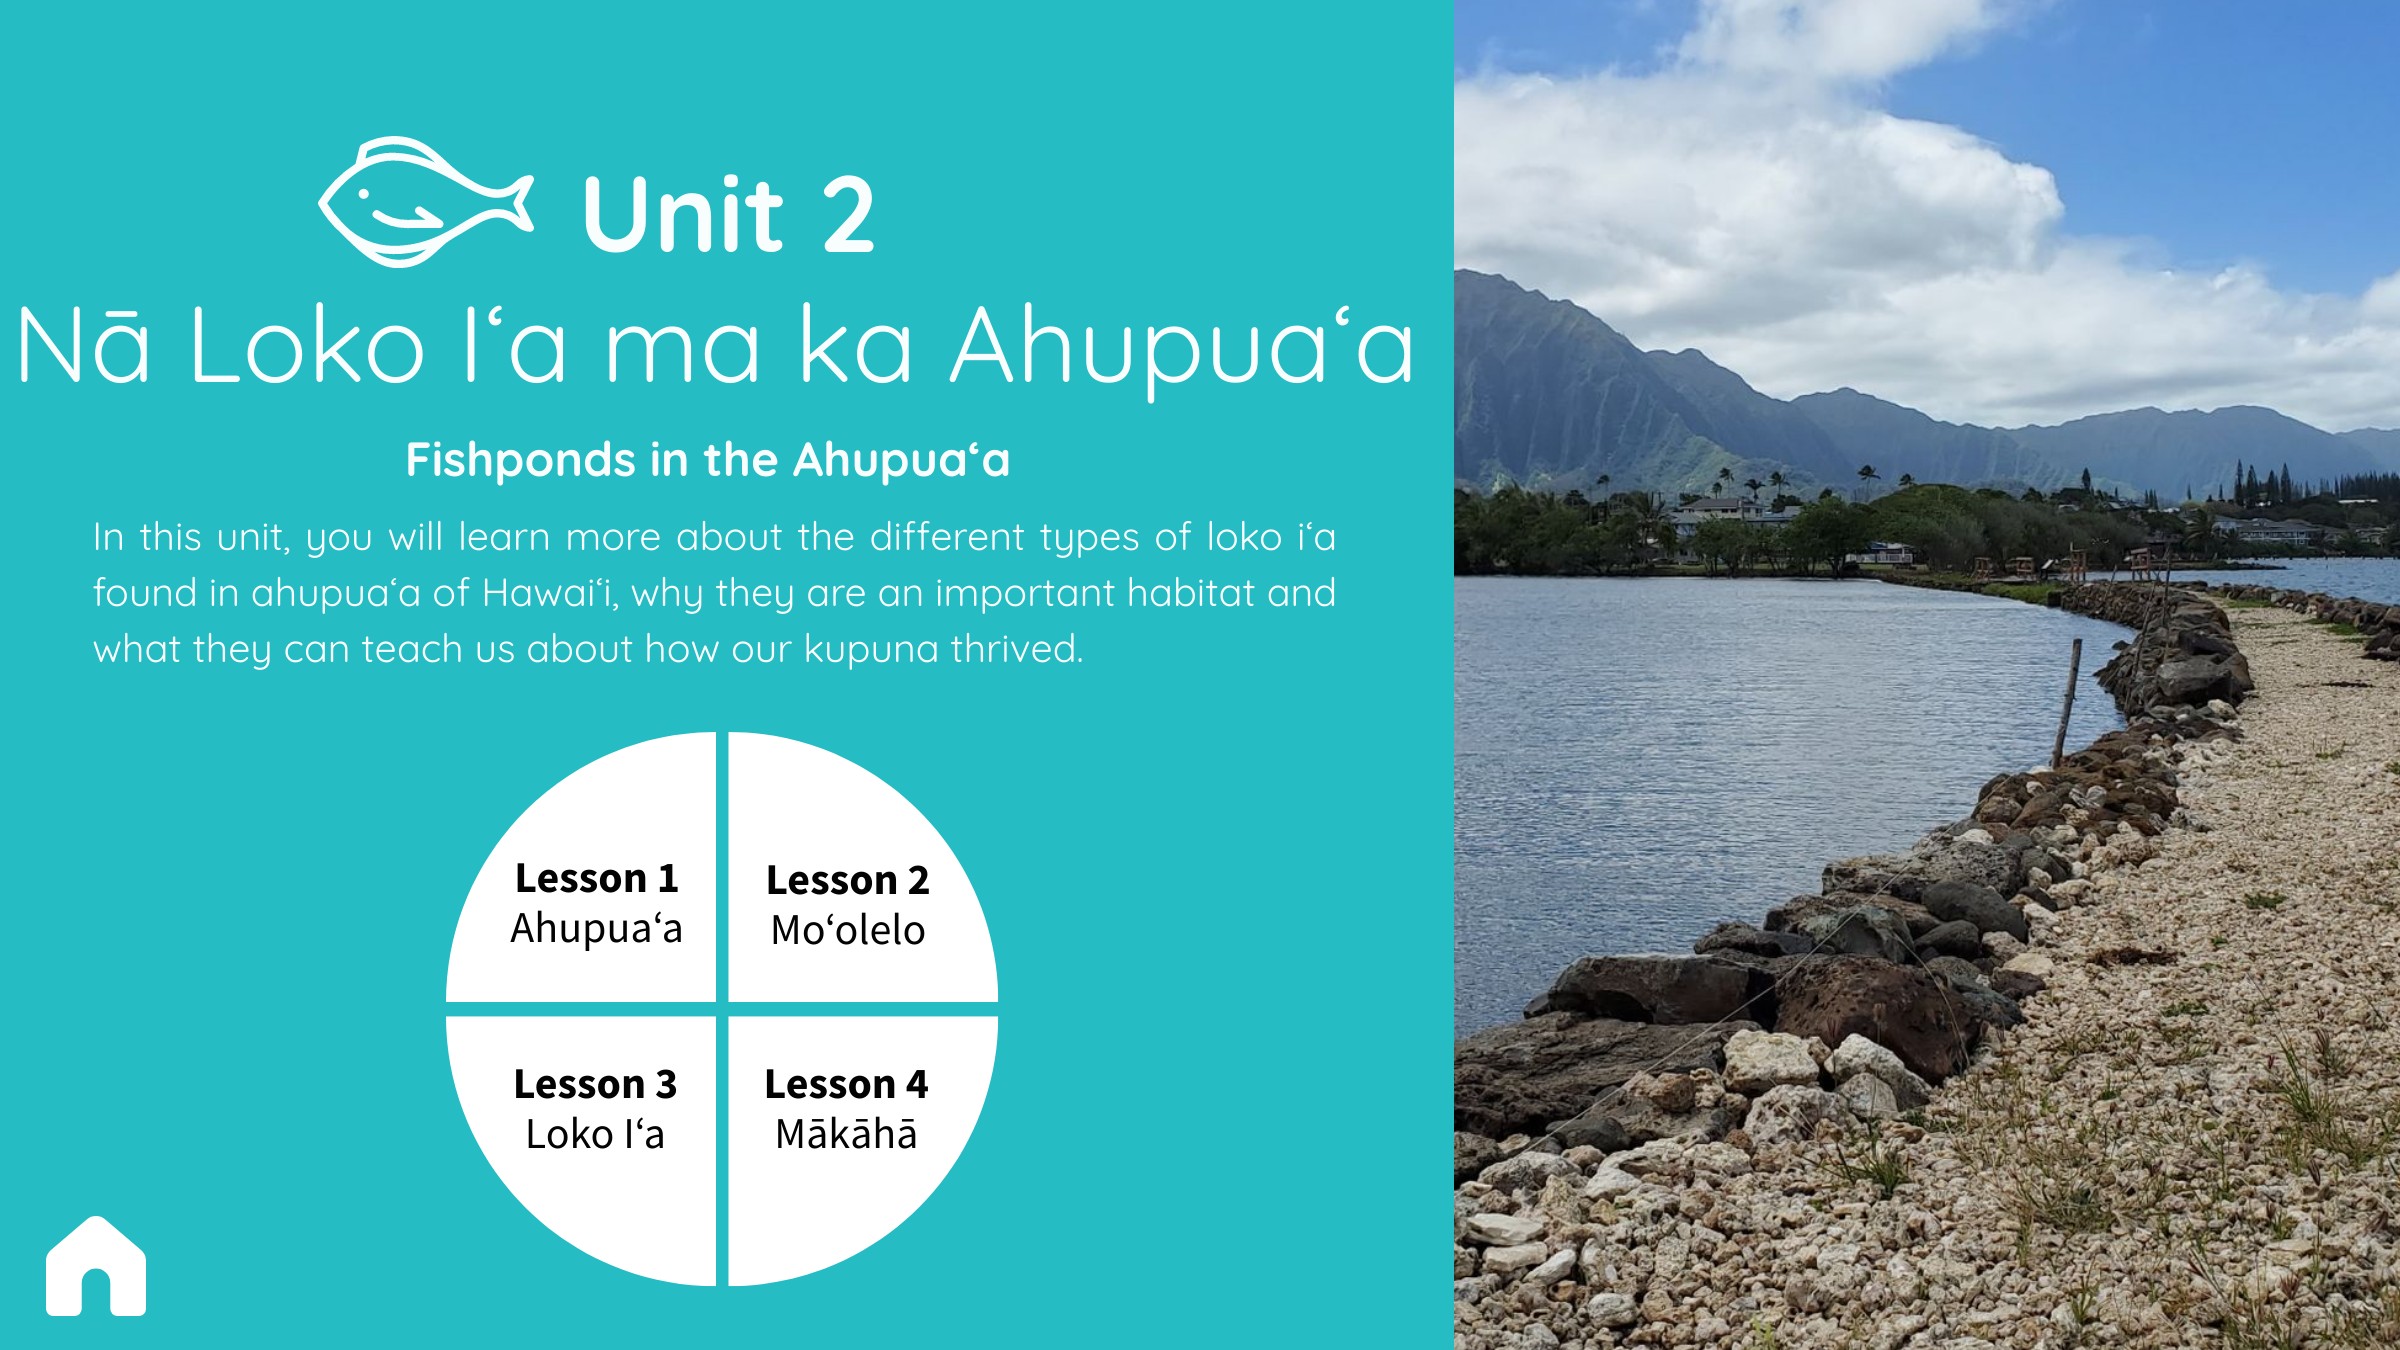 Unit 2
Nā Loko Iʻa ma ka Ahupuaʻa
Fishponds in the Ahupuaʻa
In this unit, you will learn more about the different types of loko iʻa
found in ahupuaʻa of Hawaiʻi, why they are an important habitat and
what they can teach us about how our kupuna thrived.
Lesson 1
Ahupuaʻa
Lesson 2
Moʻolelo
Lesson 3
Loko Iʻa
Lesson 4
Mākāhā